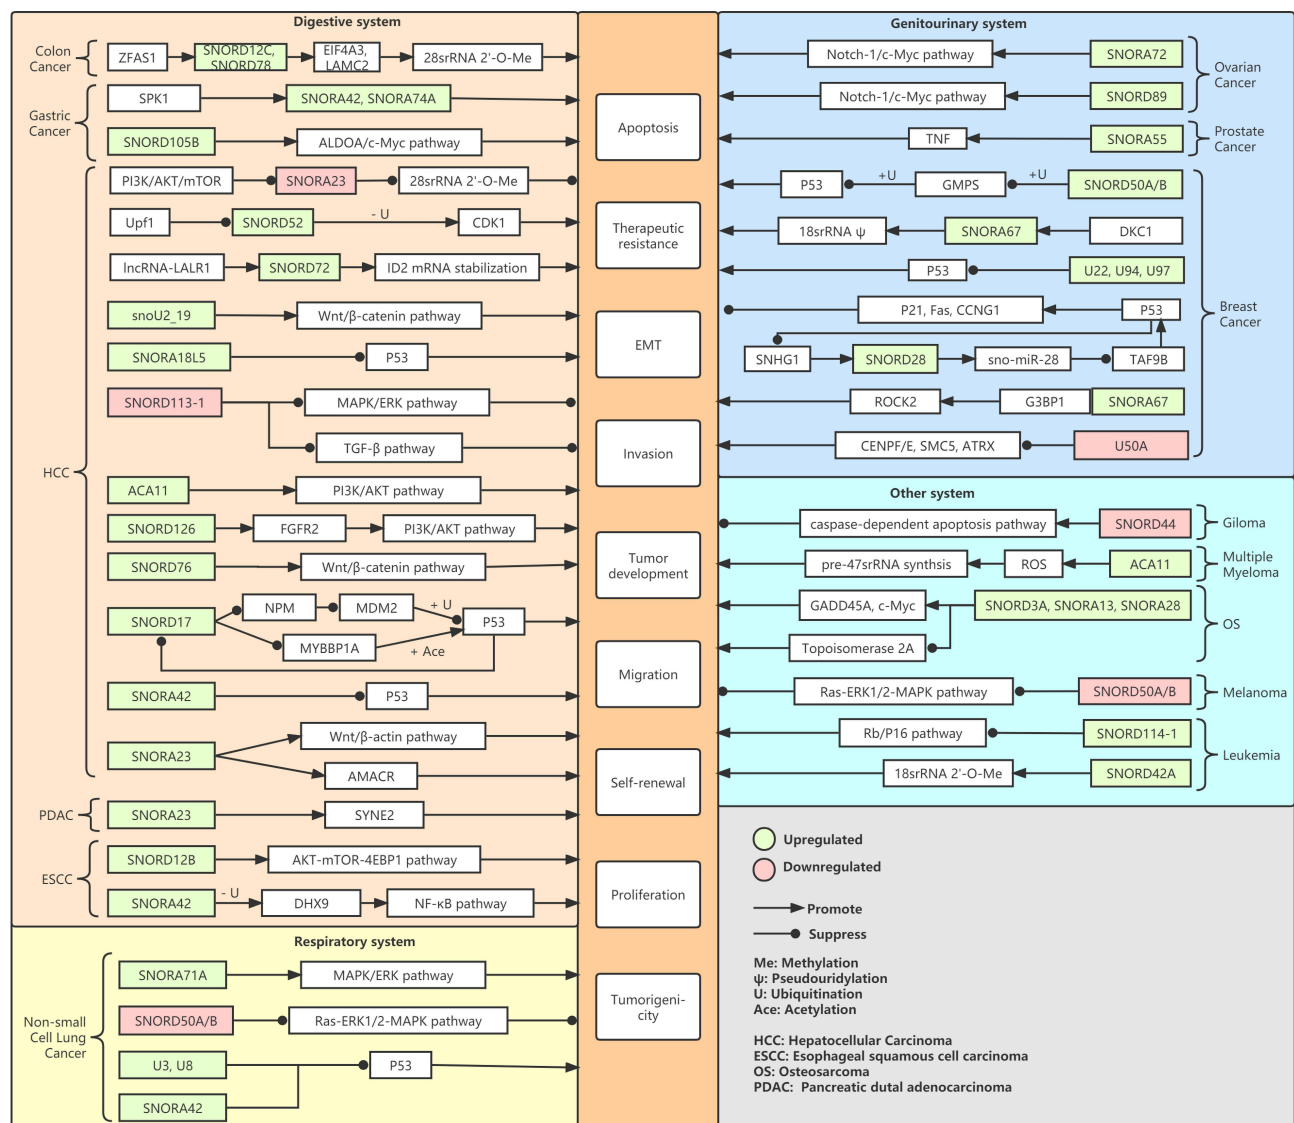 Digestive system
Colon
Cancer
ZFAS1
SNORD12C,
SNORD78
EIF4A3,
LAMC2
28srRNA 2'-O-Me
Gastric
Cancer
SPK1
SNORA42, SNORA74A
SNORD105B
ALDOA/c-Myc pathway
HCC
PI3K/AKT/mTOR
SNORA23
28srRNA 2'-O-Me
Upf1
SNORD52
- U
CDK1
lncRNA-LALR1
SNORD72
ID2 mRNA stabilization
snoU2_19
Wnt/β-catenin pathway
SNORA18L5
P53
SNORD113-1
MAPK/ERK pathway
TGF-β pathway
ACA11
PI3K/AKT pathway
SNORD126
FGFR2
PI3K/AKT pathway
SNORD76
Wnt/β-catenin pathway
SNORD17
NPM
MDM2
+ U
P53
MYBBP1A
+ Ace
SNORA42
P53
SNORA23
Wnt/β-actin pathway
AMACR
PDAC
SNORA23
SYNE2
ESCC
SNORD12B
AKT-mTOR-4EBP1 pathway
SNORA42
- U
DHX9
NF-κB pathway
Respiratory system
Non-small
Cell Lung
Cancer
SNORA71A
MAPK/ERK pathway
SNORD50A/B
Ras-ERK1/2-MAPK pathway
U3, U8
P53
SNORA42
Apoptosis
Therapeutic
resistance
EMT
Invasion
Tumor
development
Migration
Self-renewal
Proliferation
Tumorigeni-
city
Genitourinary system
Notch-1/c-Myc pathway
SNORA72
Ovarian
Cancer
Notch-1/c-Myc pathway
SNORD89
TNF
SNORA55
Prostate
Cancer
P53
+U
GMPS
+U
SNORD50A/B
18srRNA ψ
SNORA67
DKC1
P53
U22, U94, U97
Breast
Cancer
P21, Fas, CCNG1
P53
SNHG1
SNORD28
sno-miR-28
TAF9B
ROCK2
G3BP1
SNORA67
CENPF/E, SMC5, ATRX
U50A
Other system
caspase-dependent apoptosis pathway
SNORD44
Giloma
pre-47srRNA synthsis
ROS
ACA11
Multiple
Myeloma
GADD45A, c-Myc
SNORD3A, SNORA13, SNORA28
OS
Topoisomerase 2A
Ras-ERK1/2-MAPK pathway
SNORD50A/B
Melanoma
Rb/P16 pathway
SNORD114-1
Leukemia
18srRNA 2'-O-Me
SNORD42A
Upregulated
Downregulated
Promote
Suppress
Me: Methylation
ψ: Pseudouridylation
U: Ubiquitination
Ace: Acetylation
HCC: Hepatocellular Carcinoma
ESCC: Esophageal squamous cell carcinoma
OS: Osteosarcoma
PDAC: Pancreatic dutal adenocarcinoma